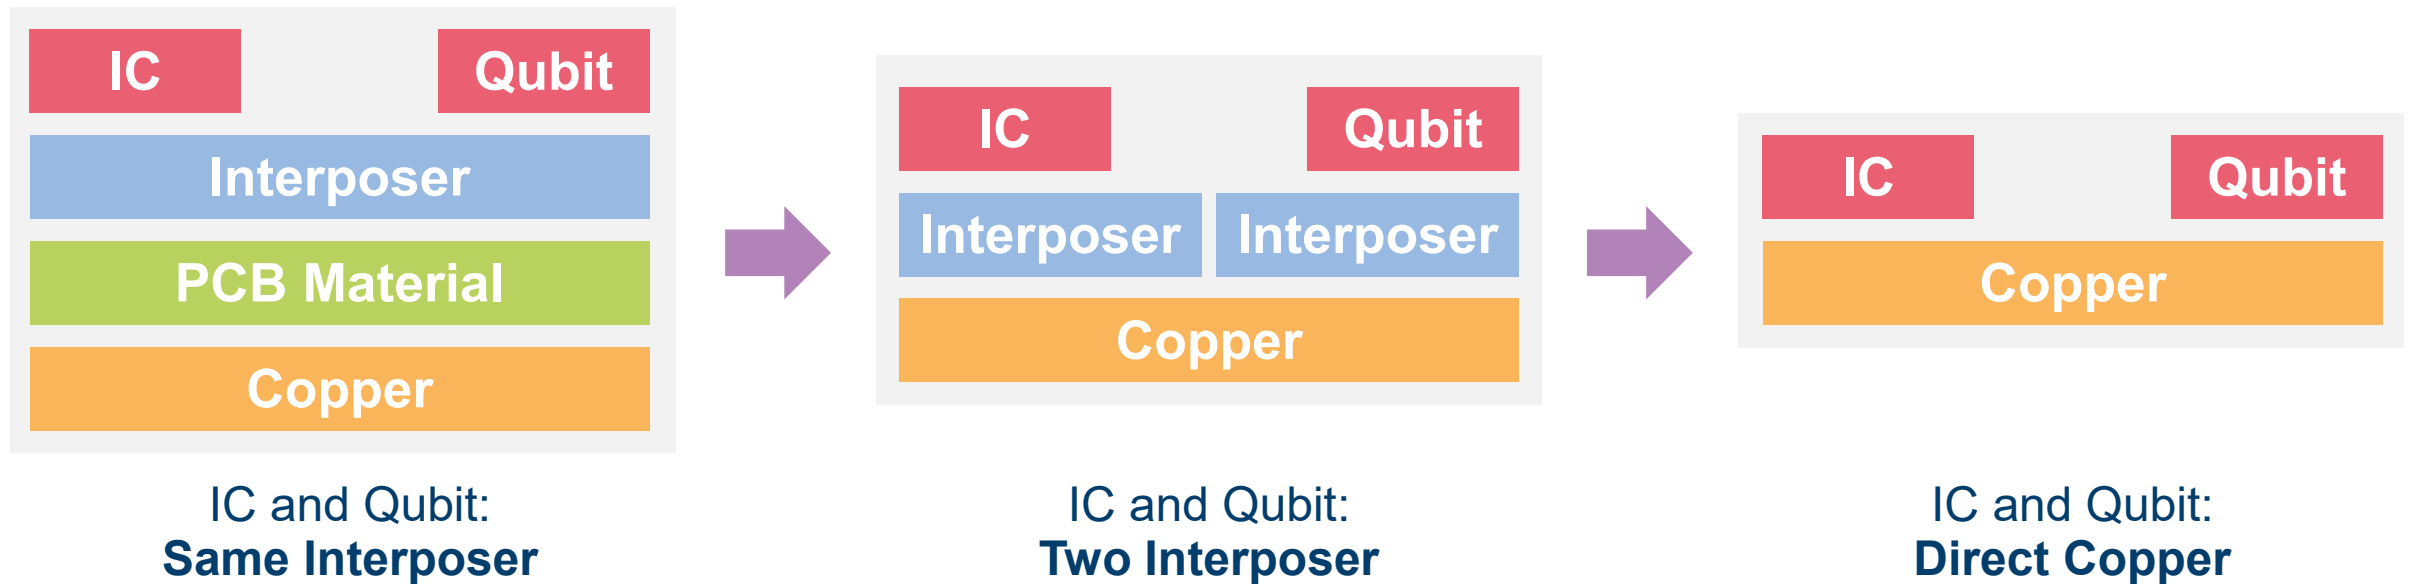 IC
Qubit
Interposer
PCB Material
Copper
IC and Qubit:
Same Interposer
IC
Qubit
Interposer
Interposer
Copper
IC and Qubit:
Two Interposer
IC
Qubit
Copper
IC and Qubit:
Direct Copper